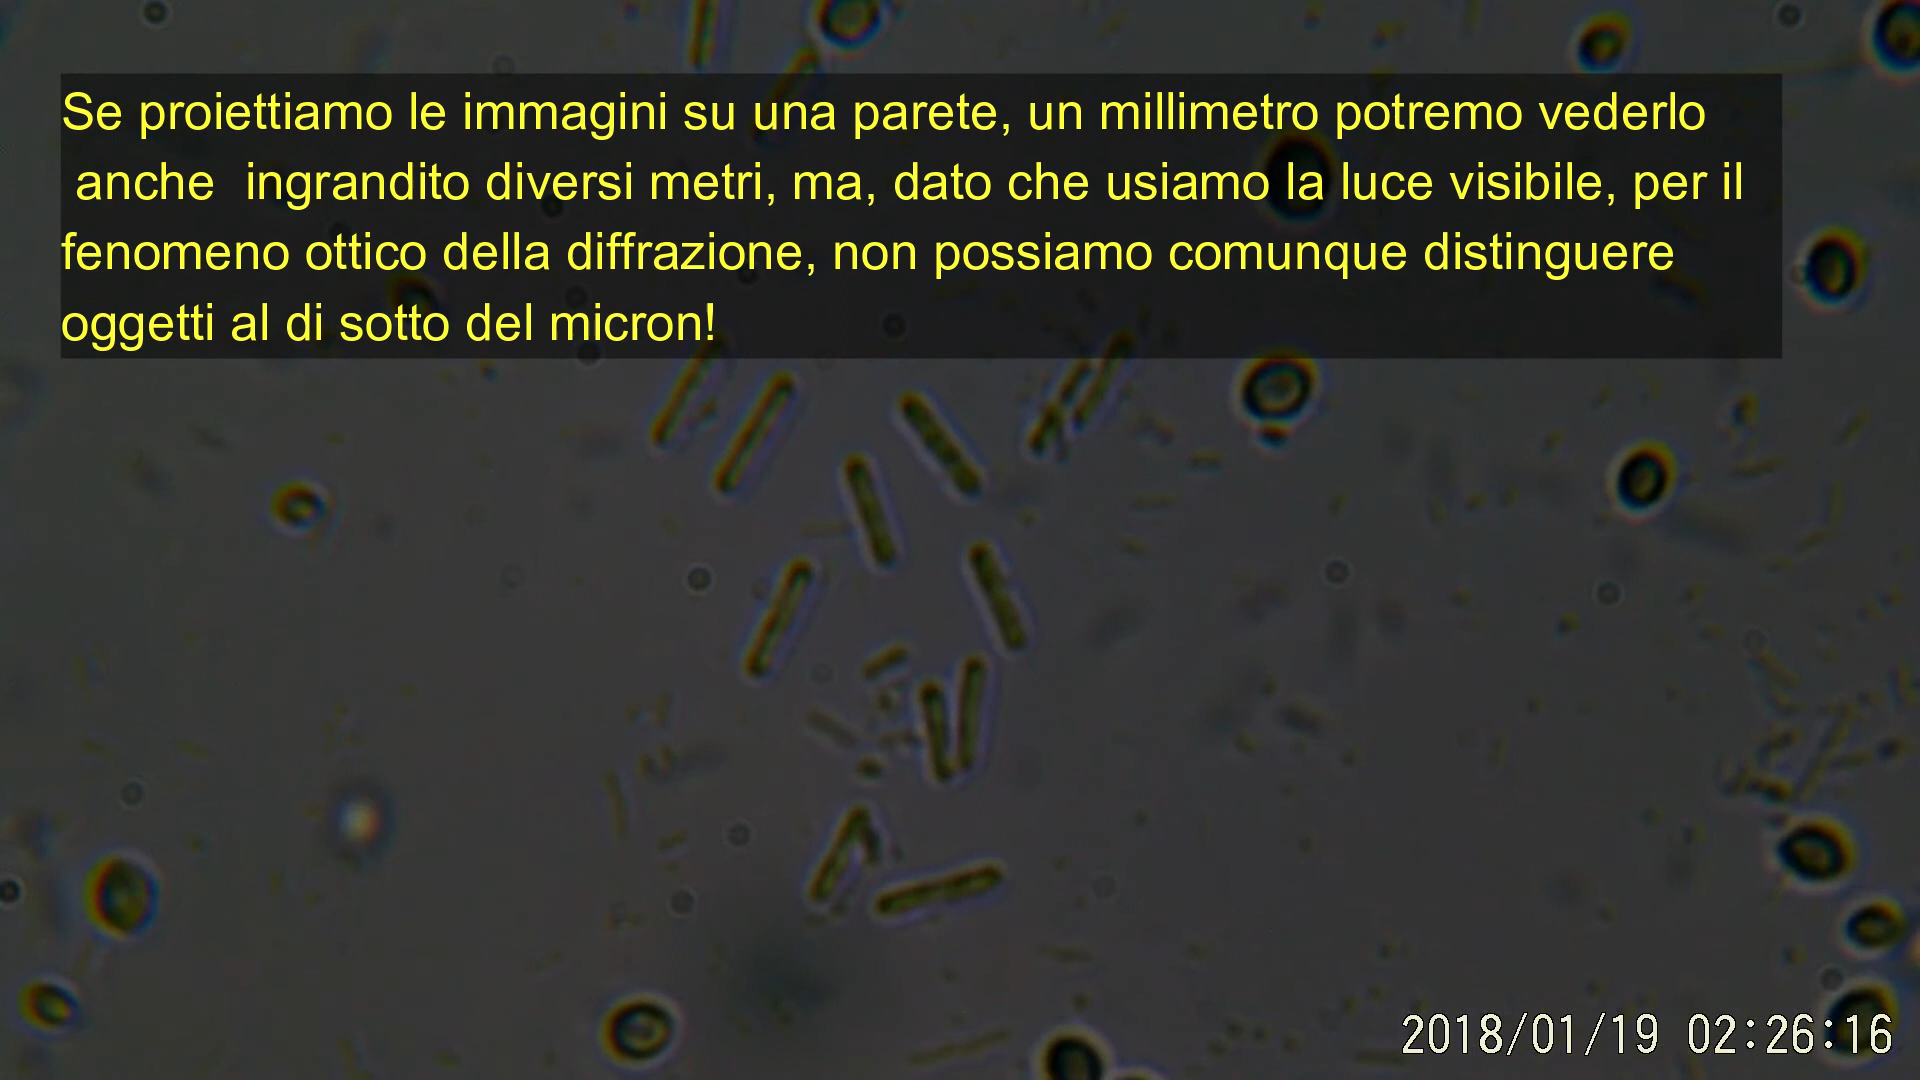 Se proiettiamo le immagini su una parete, un millimetro potremo vederlo
anche  ingrandito diversi metri, ma, dato che usiamo la luce visibile, per il
fenomeno ottico della diffrazione, non possiamo comunque distinguere
oggetti al di sotto del micron!
2018/01/19 02:26:16